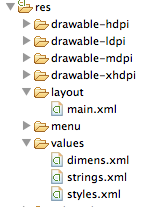 res
drawable-hdpi
drawable-ldpi
drawable-mdpi
drawable-xhdpi
layout
main.xml
menu
values
dimens.xml
strings.xml
styles.xml